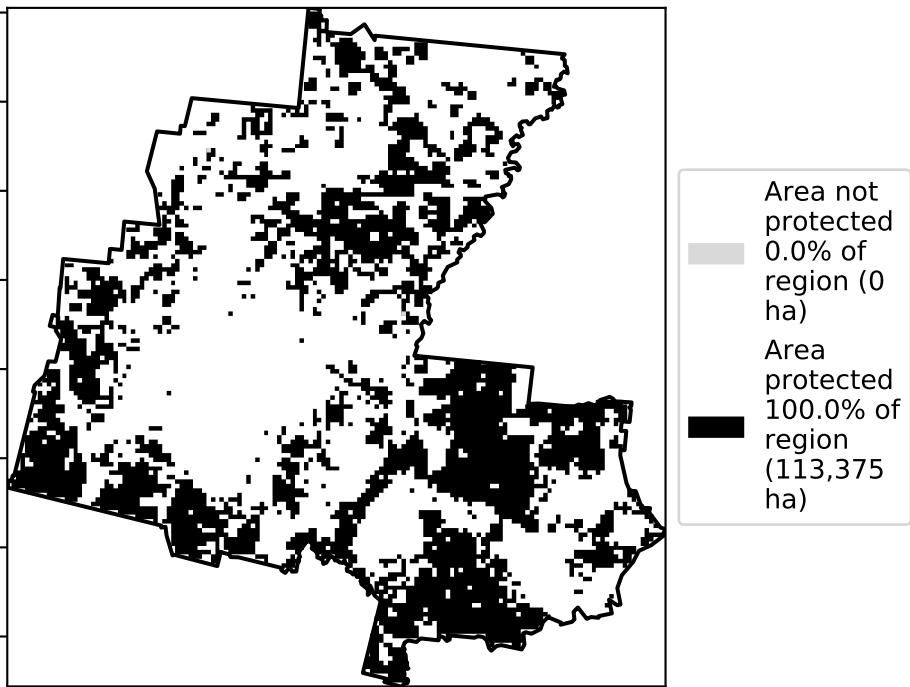 Area not
protected
0.0% of
region (0
ha)
Area
protected
100.0% of
region
(113,375
ha)